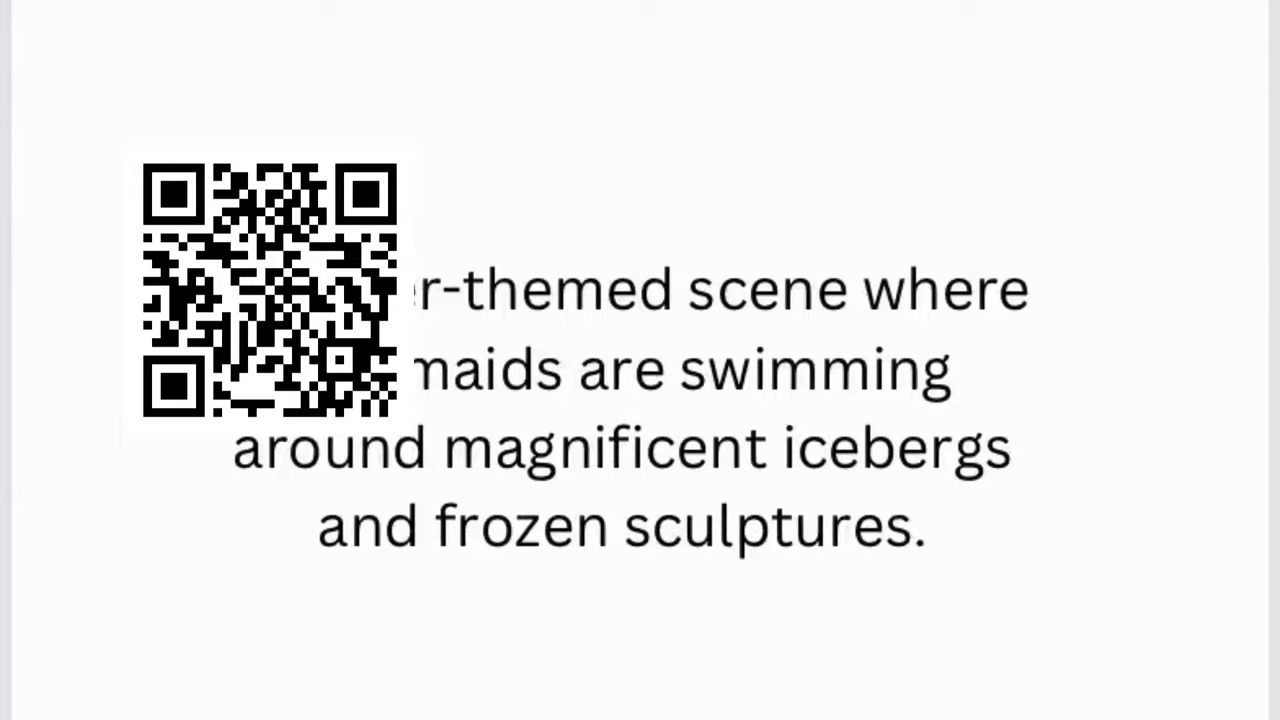 scene where
are swimming
around magnificent icebergs
and frozen sculptures.